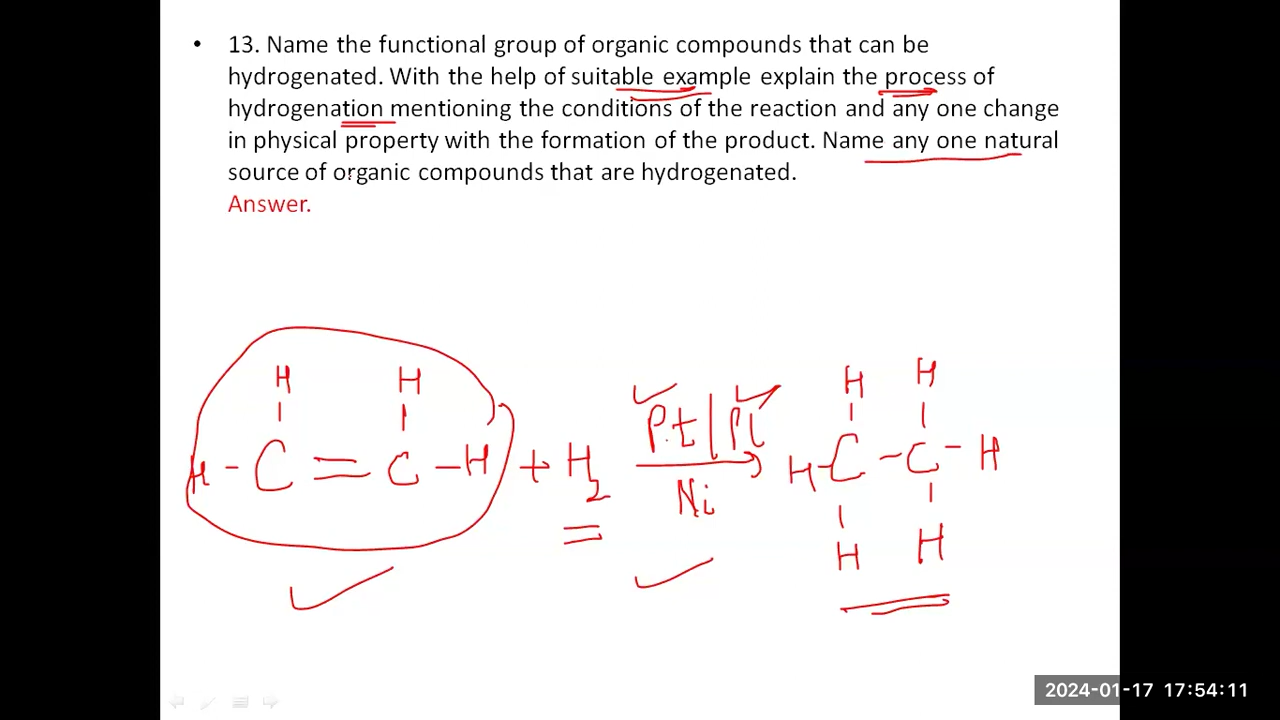 • 13. Name the functional group of organic compounds that can be
hydrogenated. With the help of suitable example explain the process of
hydrogenation mentioning the conditions of the reaction and any one change
in physical property with the formation of the product. Name any one natural
source of organic compounds that are hydrogenated.
Answer.
H H H H
H - C = C - H + H2 Pt | H - C - C - H
Ni
H H
2024-01-17 17:54:11